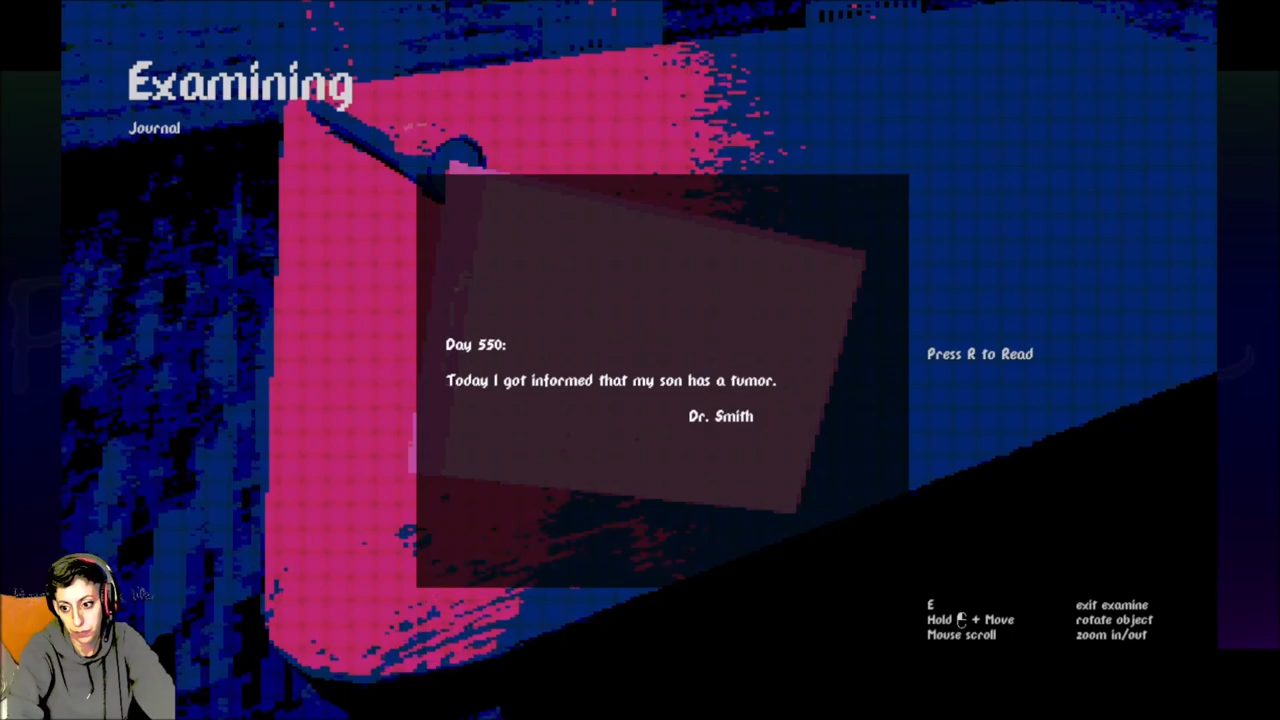 Examining
Journal
Day 550:
Today I got informed that my son has a tumor.
Dr. Smith
Press R to Read
E exit examine
Hold + Move rotate object
Mouse scroll zoom in/out